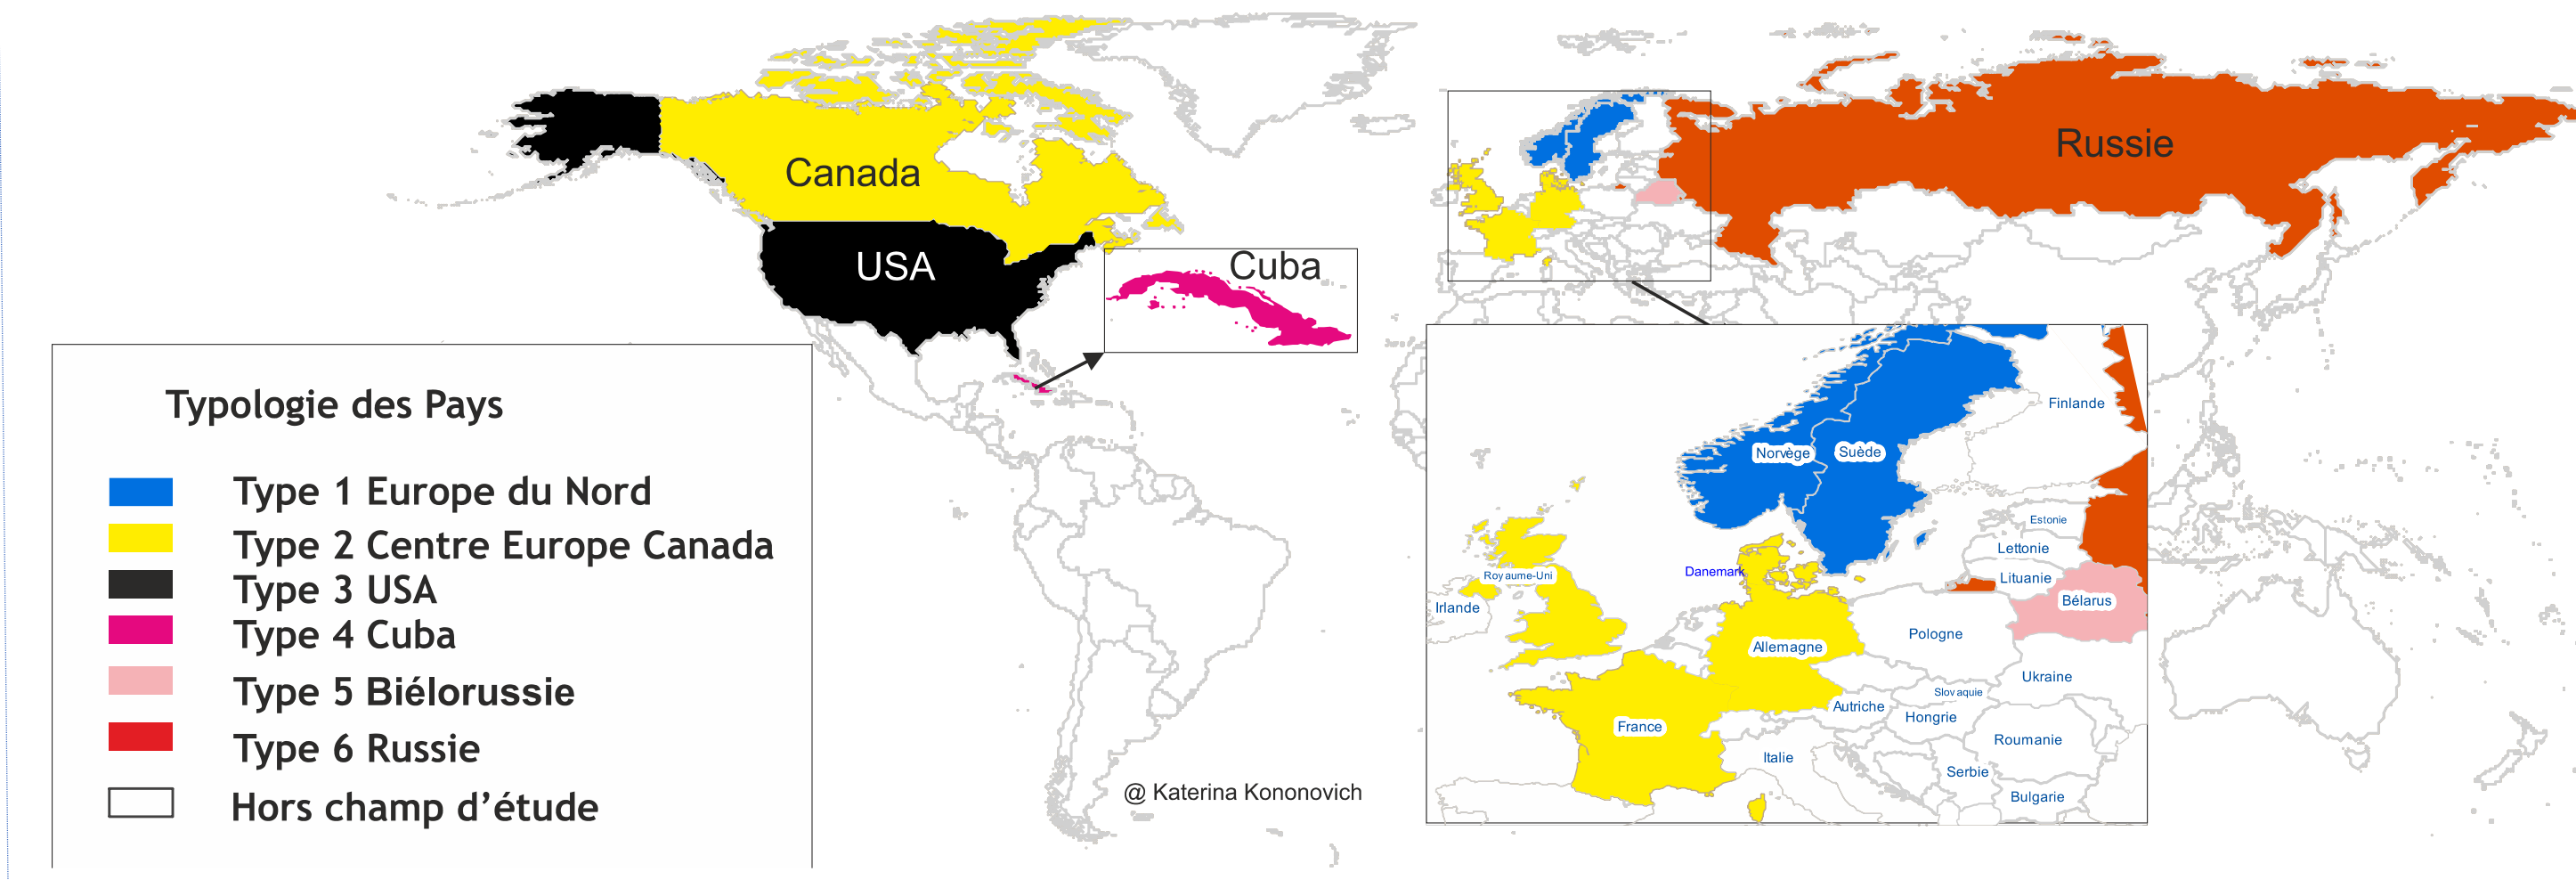 Canada
USA
Cuba
Russie
Typologie des Pays
Type 1 Europe du Nord
Type 2 Centre Europe Canada
Type 3 USA
Type 4 Cuba
Type 5 Biélorussie
Type 6 Russie
Hors champ d'étude
@ Katerina Kononovich
Finlande
Norvège
Suède
Estonie
Lettonie
Danemark
Royaume-Uni
Lituanie
Irlande
Bélarus
Pologne
Allemagne
Ukraine
Slovaquie
Autriche
Hongrie
France
Roumanie
Italie
Serbie
Bulgarie